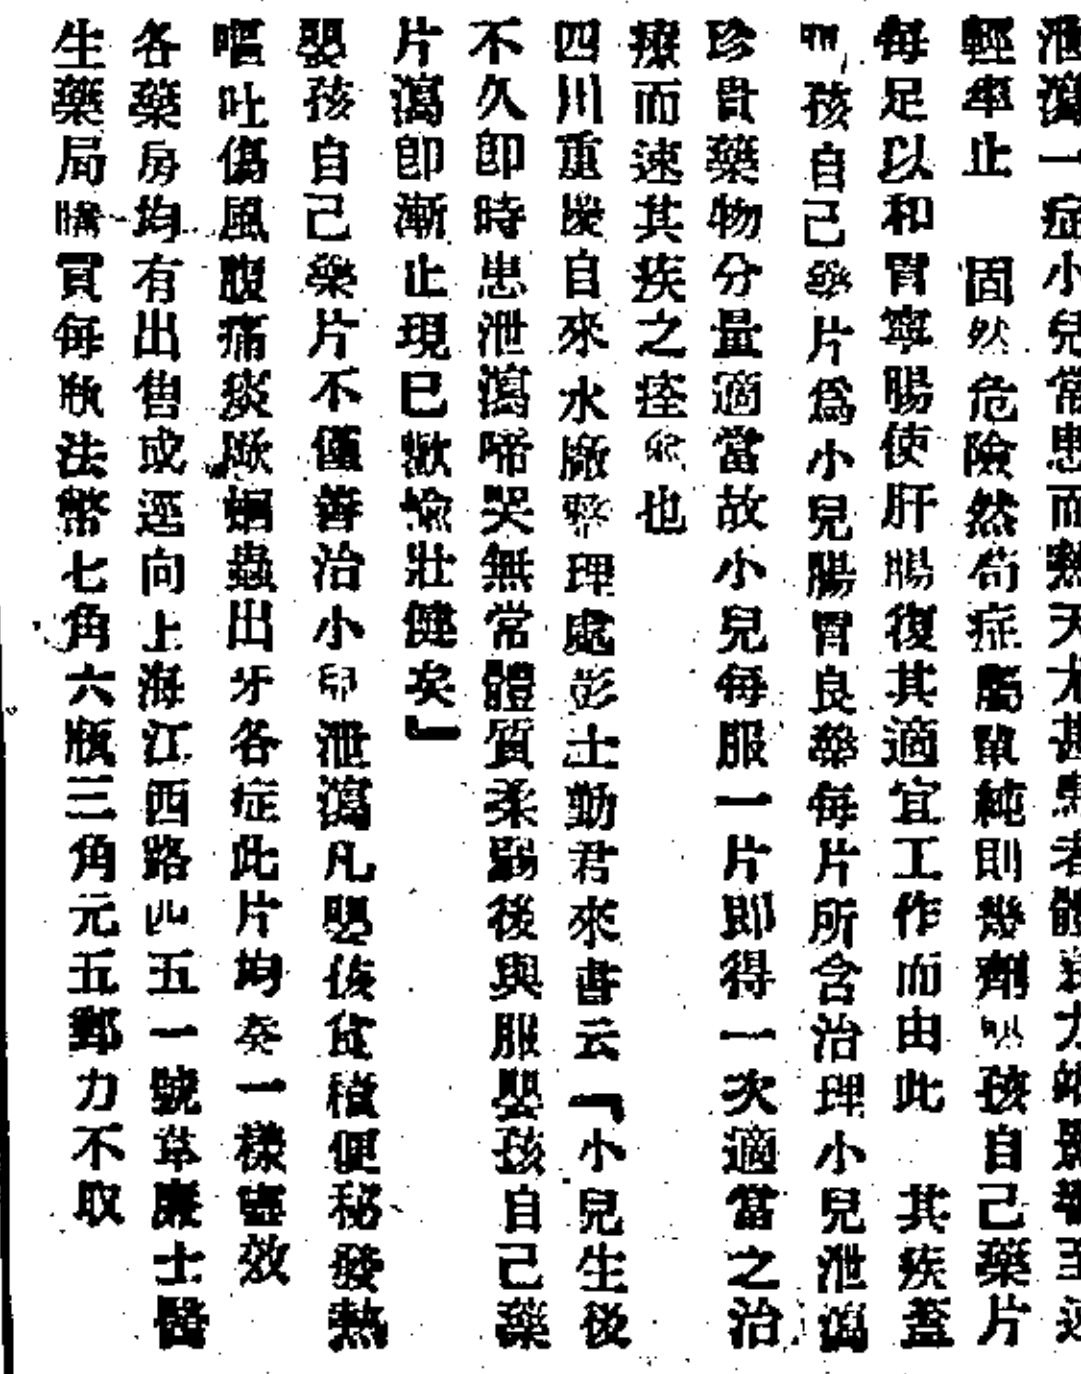 泄瀉一症小兒常患而熱天尤甚患者體
輕率止 固然危險然苟症屬單純則幾劑 孩自己藥片
每足以和胃寧腸使肝腸復其適宜工作而由此 其疾蓋
孩自己藥片爲小兒腸胃良藥每片所含治理小兒泄瀉
珍貴藥物分量適當故小兒每服一片即得一次適當之治
療而速其疾之痊 也
四川重慶自來水廠整理處彭士勤君來書云『小兒生後
不久卽時患泄瀉啼哭無常體質柔弱後與服嬰孩自己藥
片瀉卽漸止現已歡愉壯健矣』
嬰孩自己藥片不僅善治小兒泄瀉凡嬰孩食積便秘發熱
嘔吐傷風腹痛痰厥蛔蟲出牙各症此片均奏一樣靈效
各藥房均有出售或逕向上海江西路四五一號韋廉士醫
生藥局購買每瓶法幣七角六瓶三角元五郵力不取